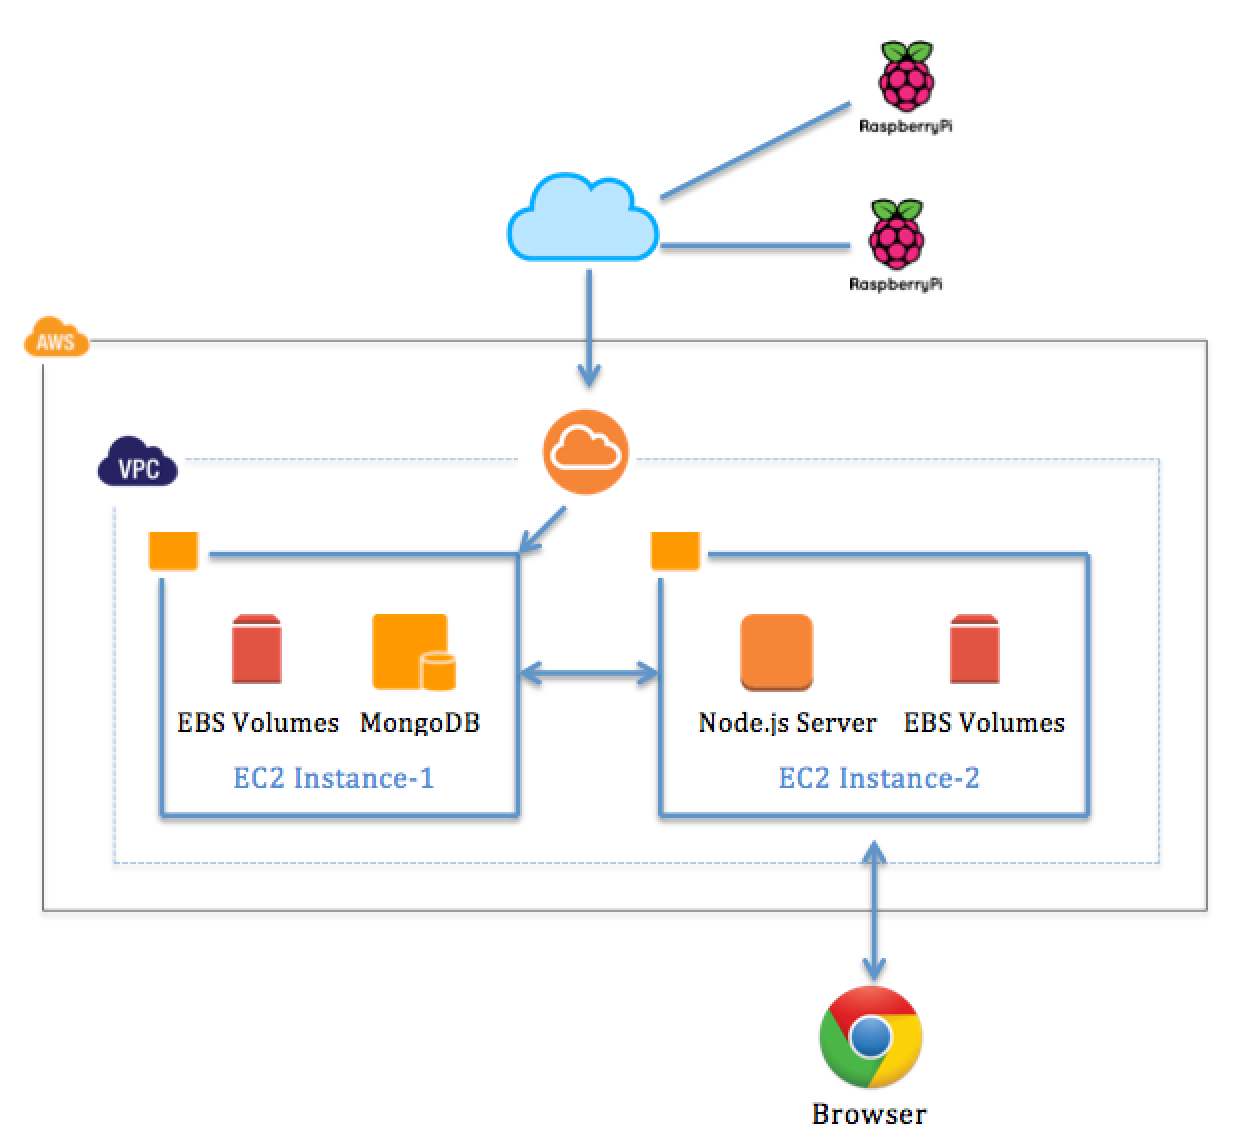 RaspberryPi
RaspberryPi
AWS
VPC
EBS Volumes MongoDB
EC2 Instance-1
Node.js Server EBS Volumes
EC2 Instance-2
Browser